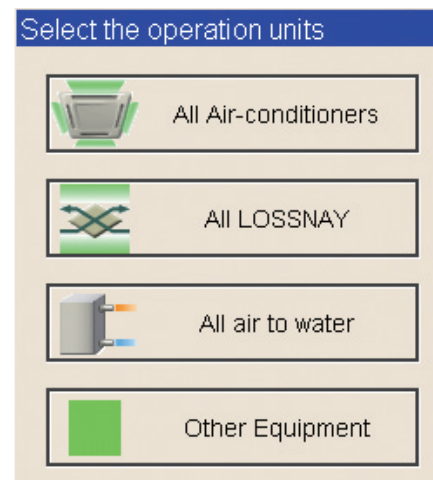 Select the operation units
All Air-conditioners
All LOSSNAY
All air to water
Other Equipment